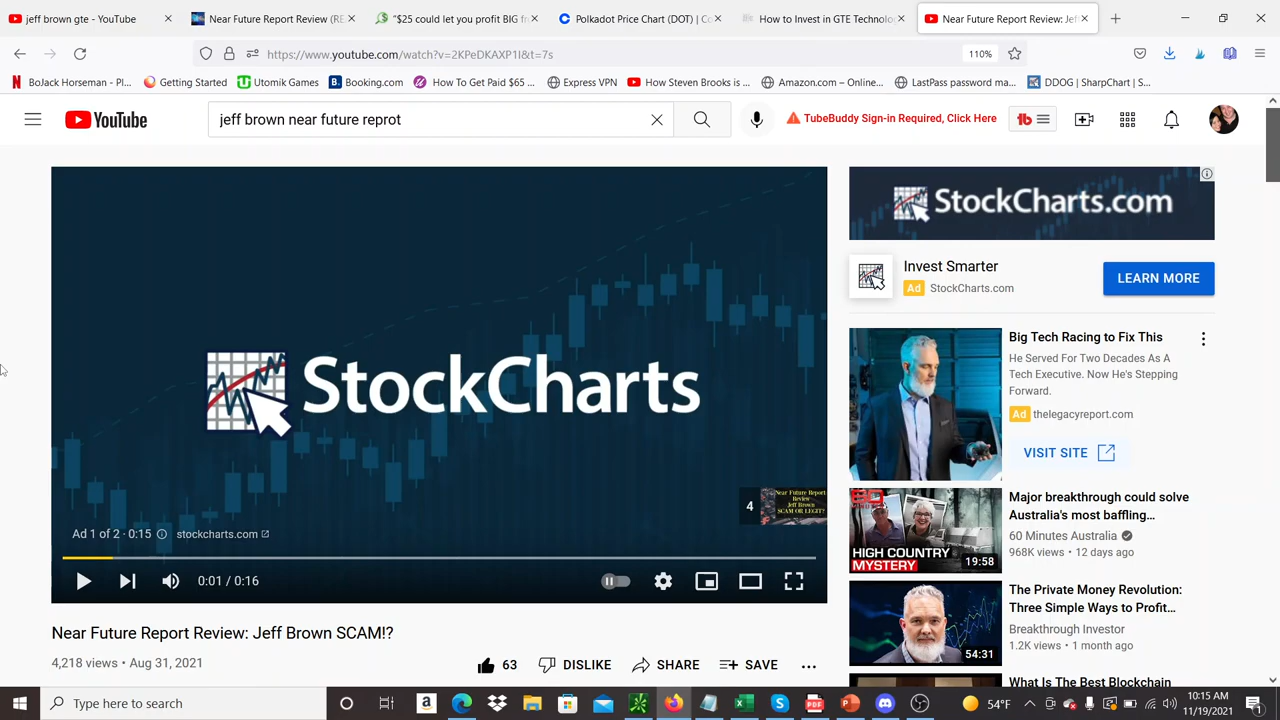 jeff brown gte - YouTube
Near Future Report Review (RE
"$25 could let you profit BIG fr
Polkadot Price Chart (DOT) | Co
How to Invest in GTE Technolo
Near Future Report Review: Jef
https://www.youtube.com/watch?v=2KPeDKAXP1I&t=7s
110%
BoJack Horseman - Pl...
Getting Started
Utomik Games
Booking.com
How To Get Paid $65 ...
Express VPN
How Steven Brooks is ...
Amazon.com – Online...
LastPass password ma...
DDOG | SharpChart | S...
YouTube
jeff brown near future reprot
TubeBuddy Sign-in Required, Click Here
StockCharts.com
Invest Smarter
Ad StockCharts.com
LEARN MORE
StockCharts
Big Tech Racing to Fix This
He Served For Two Decades As A
Tech Executive. Now He's Stepping
Forward.
Ad thelegacyreport.com
VISIT SITE
4
Near Future Report
Review
Jeff Brown
SCAM OR LEGIT?
Ad 1 of 2 · 0:15
stockcharts.com
0:01 / 0:16
HIGH COUNTRY
MYSTERY
19:58
Major breakthrough could solve
Australia's most baffling...
60 Minutes Australia
968K views • 12 days ago
54:31
The Private Money Revolution:
Three Simple Ways to Profit...
Breakthrough Investor
1.2K views • 1 month ago
What Is The Best Blockchain
Near Future Report Review: Jeff Brown SCAM!?
4,218 views • Aug 31, 2021
63
DISLIKE
SHARE
SAVE
Type here to search
54°F
10:15 AM
11/19/2021